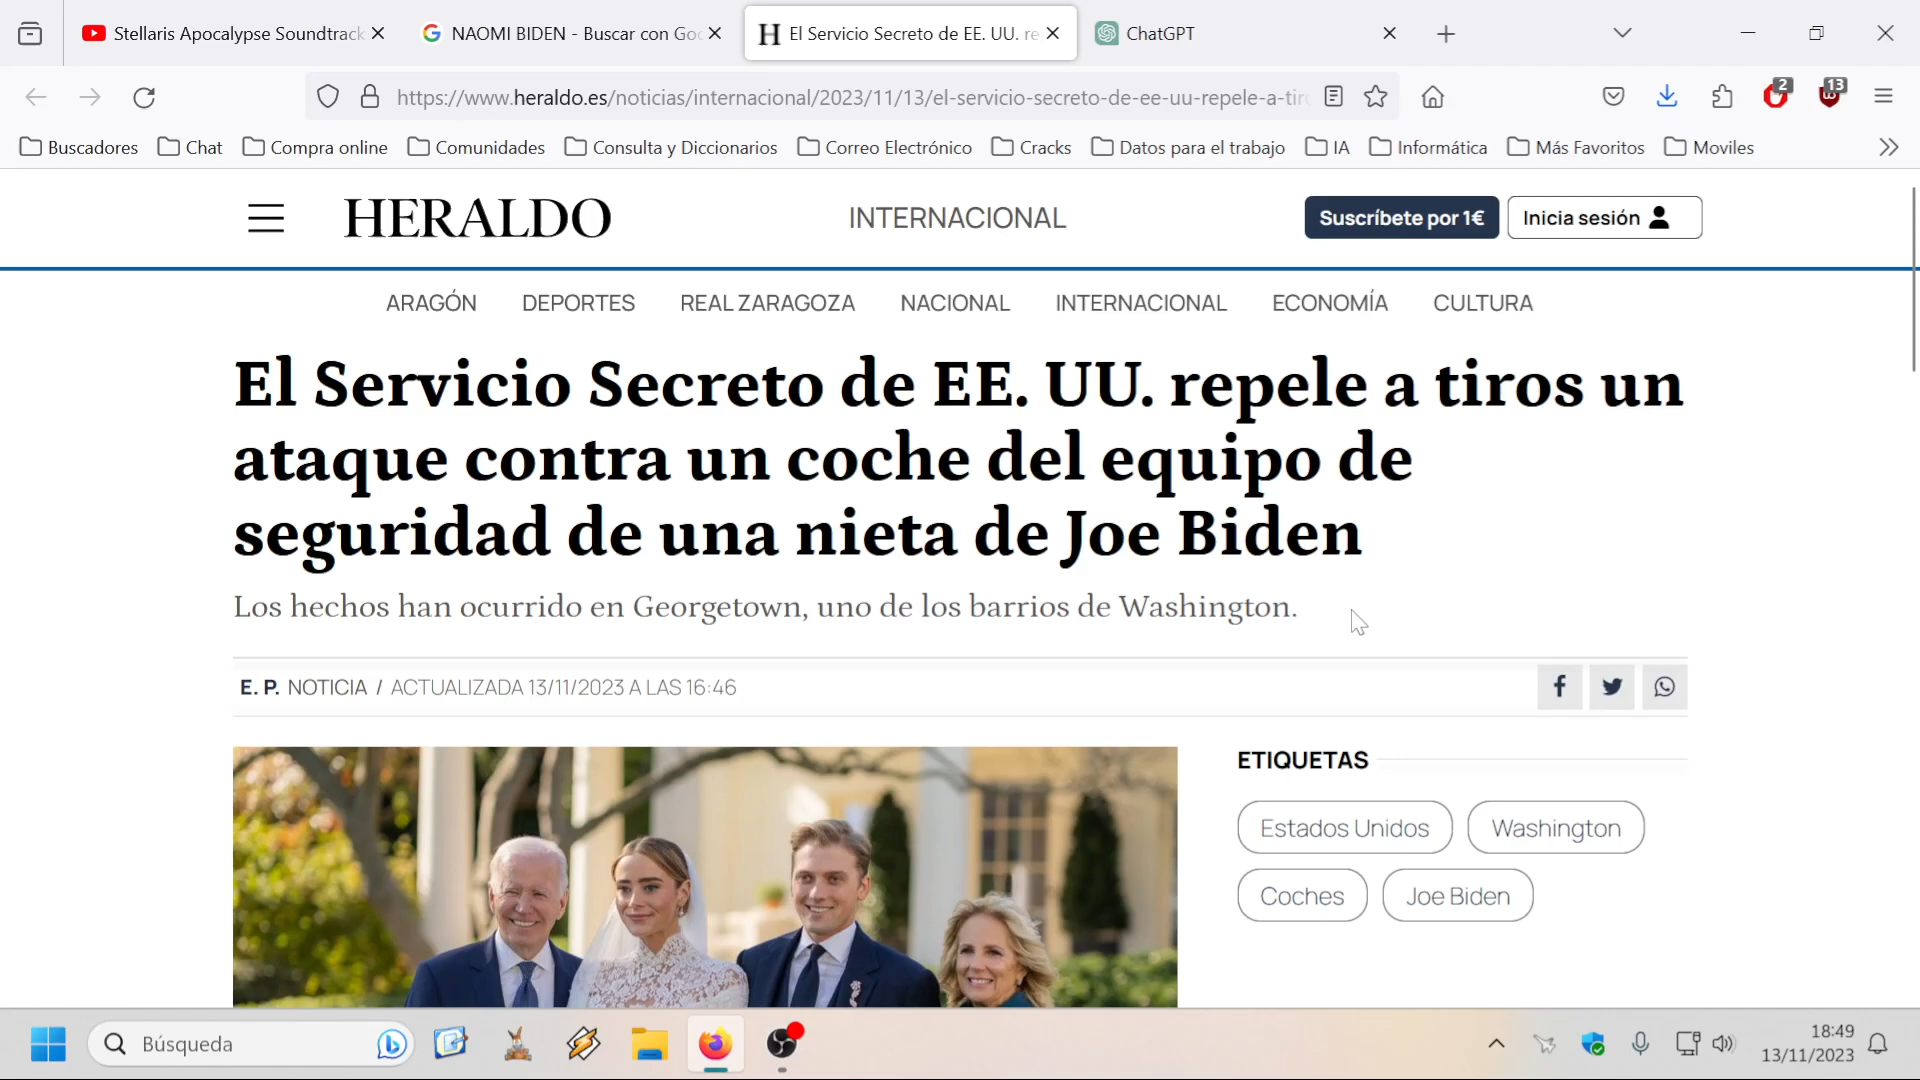 Stellaris Apocalypse Soundtrack
NAOMI BIDEN - Buscar con Goo
El Servicio Secreto de EE. UU. re
ChatGPT
https://www.heraldo.es/noticias/internacional/2023/11/13/el-servicio-secreto-de-ee-uu-repele-a-tiro
2
13
Buscadores
Chat
Compra online
Comunidades
Consulta y Diccionarios
Correo Electrónico
Cracks
Datos para el trabajo
IA
Informática
Más Favoritos
Moviles
HERALDO
INTERNACIONAL
Suscríbete por 1€
Inicia sesión
ARAGÓN
DEPORTES
REAL ZARAGOZA
NACIONAL
INTERNACIONAL
ECONOMÍA
CULTURA
El Servicio Secreto de EE. UU. repele a tiros un
ataque contra un coche del equipo de
seguridad de una nieta de Joe Biden
Los hechos han ocurrido en Georgetown, uno de los barrios de Washington.
E. P. NOTICIA / ACTUALIZADA 13/11/2023 A LAS 16:46
ETIQUETAS
Estados Unidos
Washington
Coches
Joe Biden
Búsqueda
18:49
13/11/2023